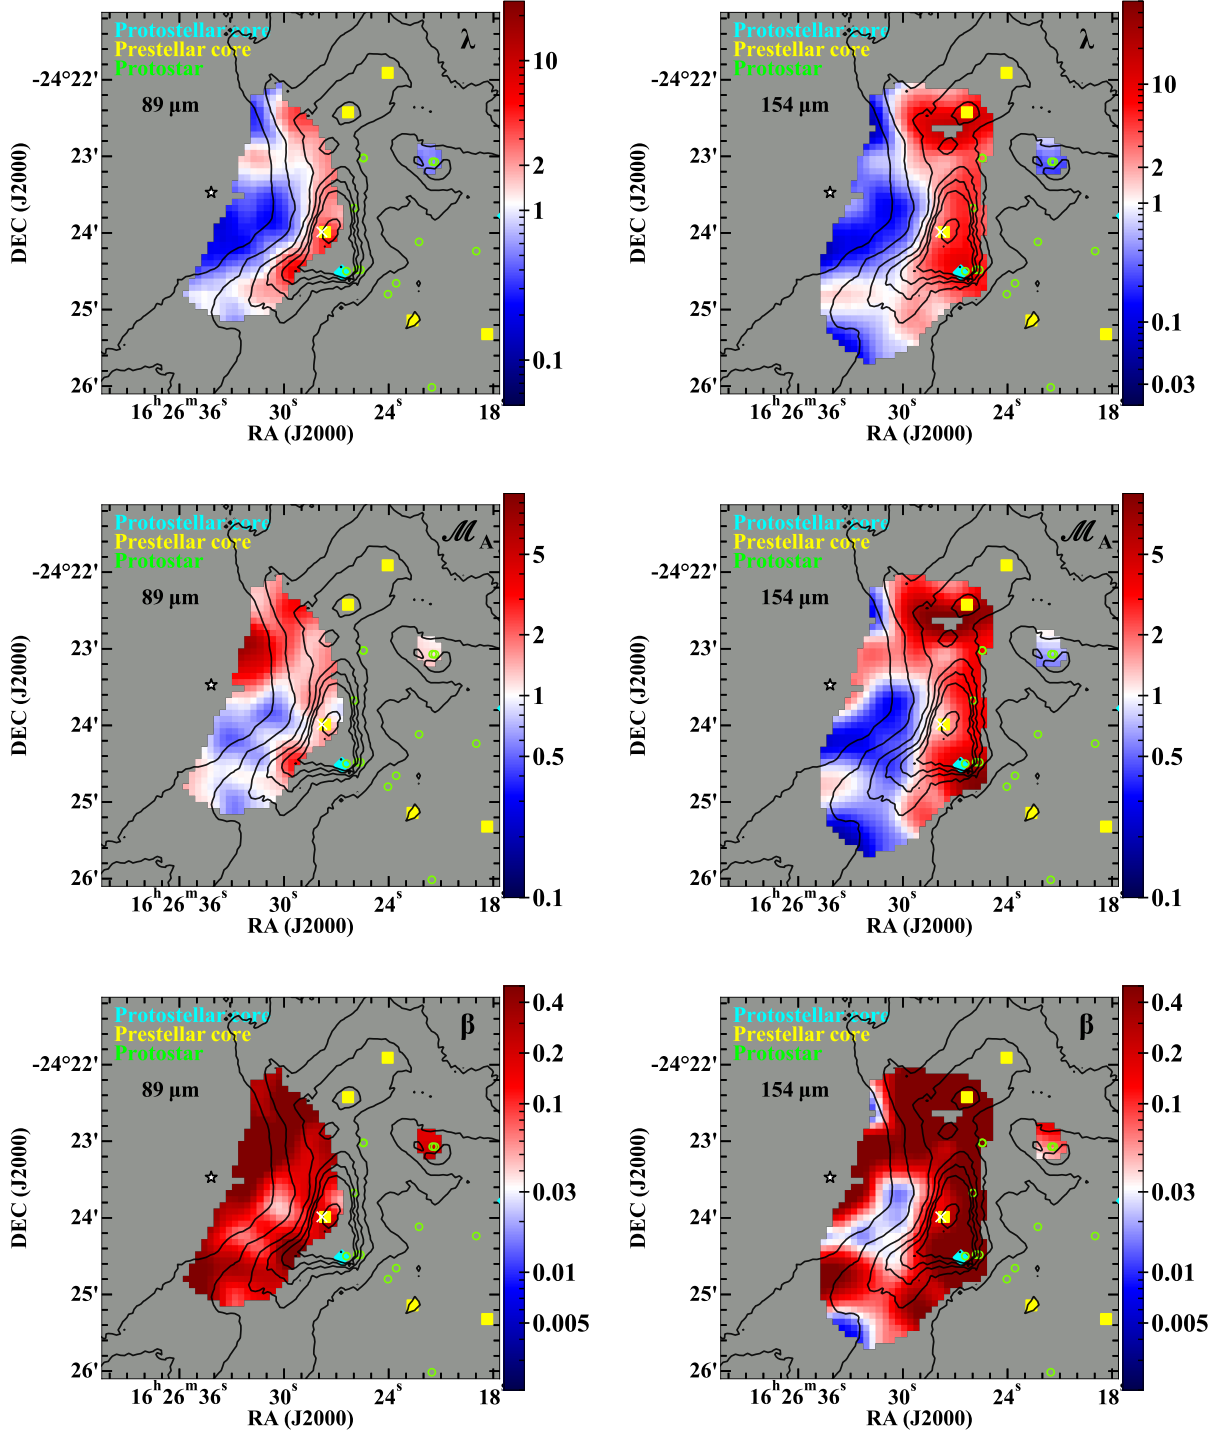 Protostellar core
Prestellar core
Protostar
λ
89 μm
-24°22'
23'
24'
25'
26'
DEC (J2000)
16ʰ26ᵐ36ˢ 30ˢ 24ˢ 18ˢ
RA (J2000)
10
2
1
0.1
Protostellar core
Prestellar core
Protostar
λ
154 μm
-24°22'
23'
24'
25'
26'
DEC (J2000)
16ʰ26ᵐ36ˢ 30ˢ 24ˢ 18ˢ
RA (J2000)
10
2
1
0.1
0.03
Protostellar core
Prestellar core
Protostar
ℳ A
89 μm
-24°22'
23'
24'
25'
26'
DEC (J2000)
16ʰ26ᵐ36ˢ 30ˢ 24ˢ 18ˢ
RA (J2000)
5
2
1
0.5
0.1
Protostellar core
Prestellar core
Protostar
ℳ A
154 μm
-24°22'
23'
24'
25'
26'
DEC (J2000)
16ʰ26ᵐ36ˢ 30ˢ 24ˢ 18ˢ
RA (J2000)
5
2
1
0.5
0.1
Protostellar core
Prestellar core
Protostar
β
89 μm
-24°22'
23'
24'
25'
26'
DEC (J2000)
16ʰ26ᵐ36ˢ 30ˢ 24ˢ 18ˢ
RA (J2000)
0.4
0.2
0.1
0.03
0.01
0.005
Protostellar core
Prestellar core
Protostar
β
154 μm
-24°22'
23'
24'
25'
26'
DEC (J2000)
16ʰ26ᵐ36ˢ 30ˢ 24ˢ 18ˢ
RA (J2000)
0.4
0.2
0.1
0.03
0.01
0.005